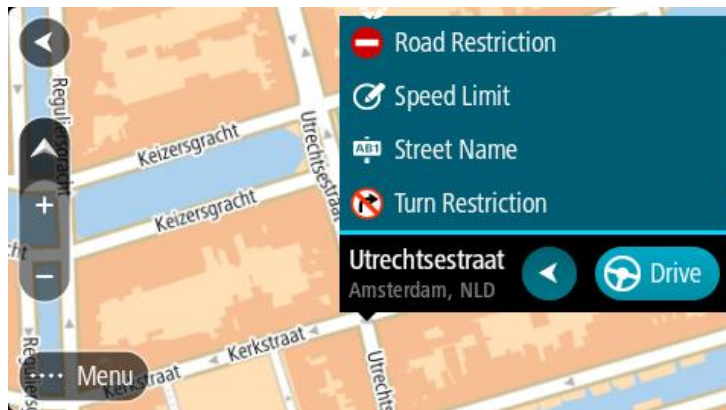 Road Restriction
Speed Limit
AB1 Street Name
Turn Restriction
Utrechtsestraat
Amsterdam, NLD
Drive
Reguliersgracht
Keizersgracht
Utrechtsestraat
Keizersgracht
+
−
Kerkstraat
Kerkstraat
Utrecht
Menu